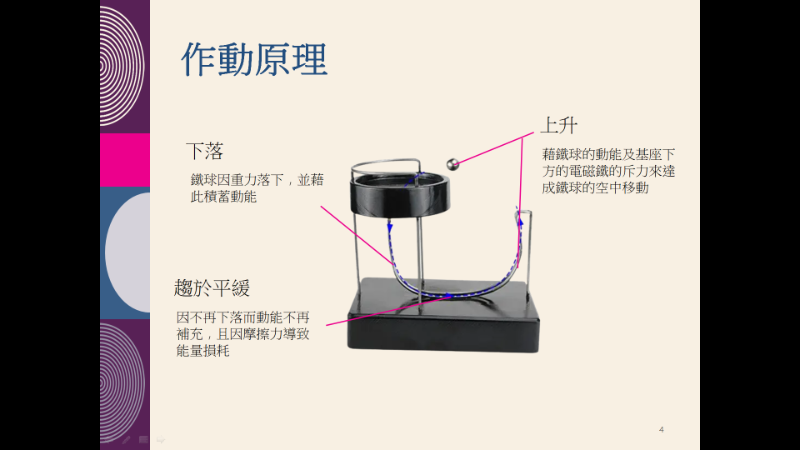 作動原理
下落
鐵球因重力落下，並藉
此積蓄動能
上升
藉鐵球的動能及基座下
方的電磁鐵的斥力來達
成鐵球的空中移動
趨於平緩
因不再下落而動能不再
補充，且因摩擦力導致
能量損耗
4